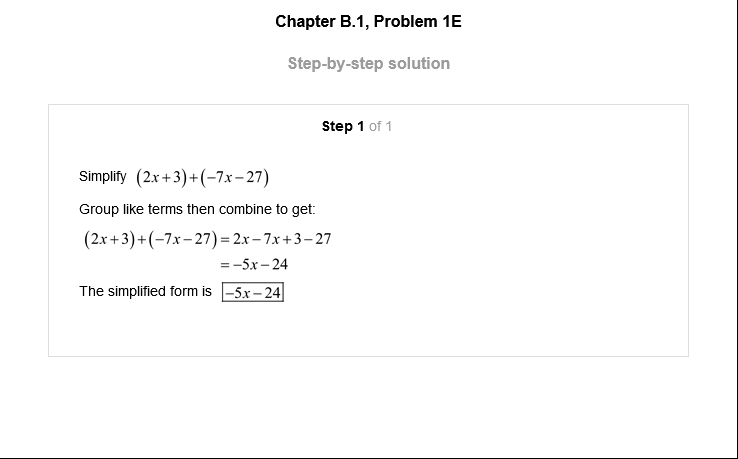 Chapter B.1, Problem 1E
Step-by-step solution
Step 1 of 1
Simplify (2x+3)+(−7x−27)
Group like terms then combine to get:
(2x+3)+(−7x−27)=2x−7x+3−27
=−5x−24
The simplified form is −5x−24